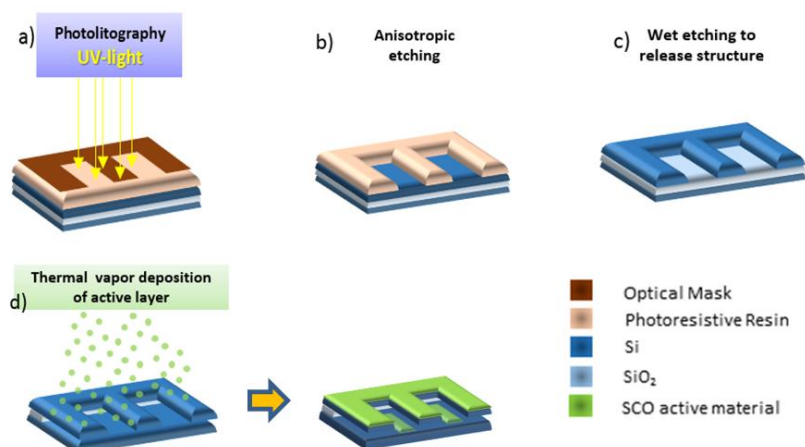 a)
Photolitography
UV-light
b)
Anisotropic
etching
c)
Wet etching to
release structure
d)
Thermal vapor deposition
of active layer
Optical Mask
Photoresistive Resin
Si
SiO₂
SCO active material